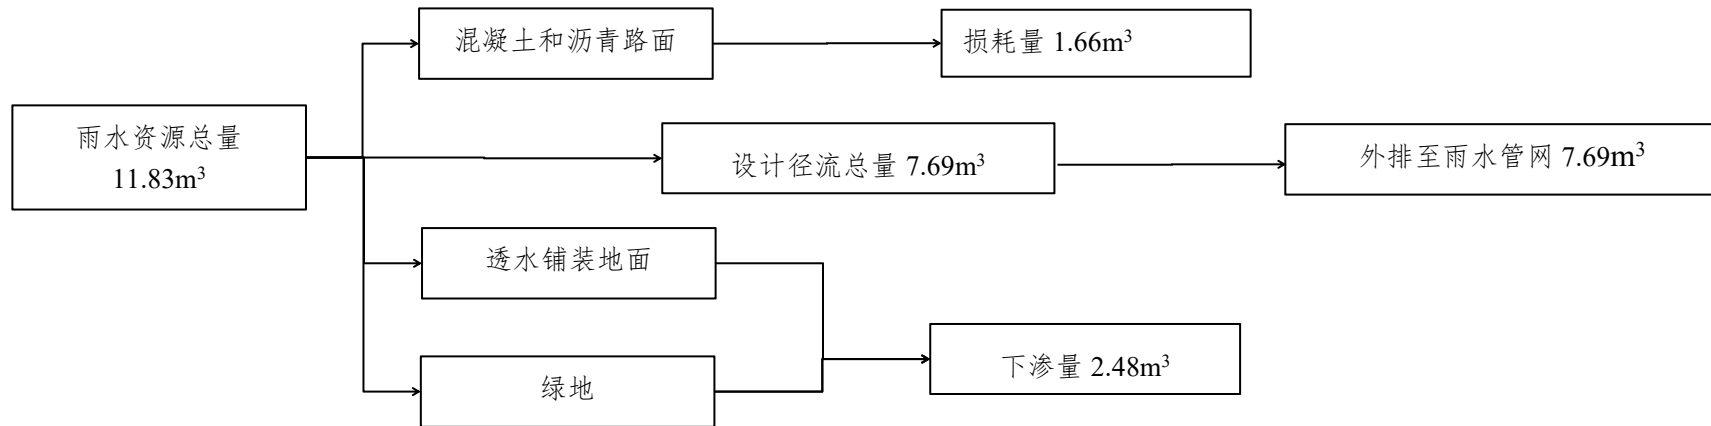 混凝土和沥青路面
损耗量 1.66m³
雨水资源总量
11.83m³
设计径流总量 7.69m³
外排至雨水管网 7.69m³
透水铺装地面
下渗量 2.48m³
绿地